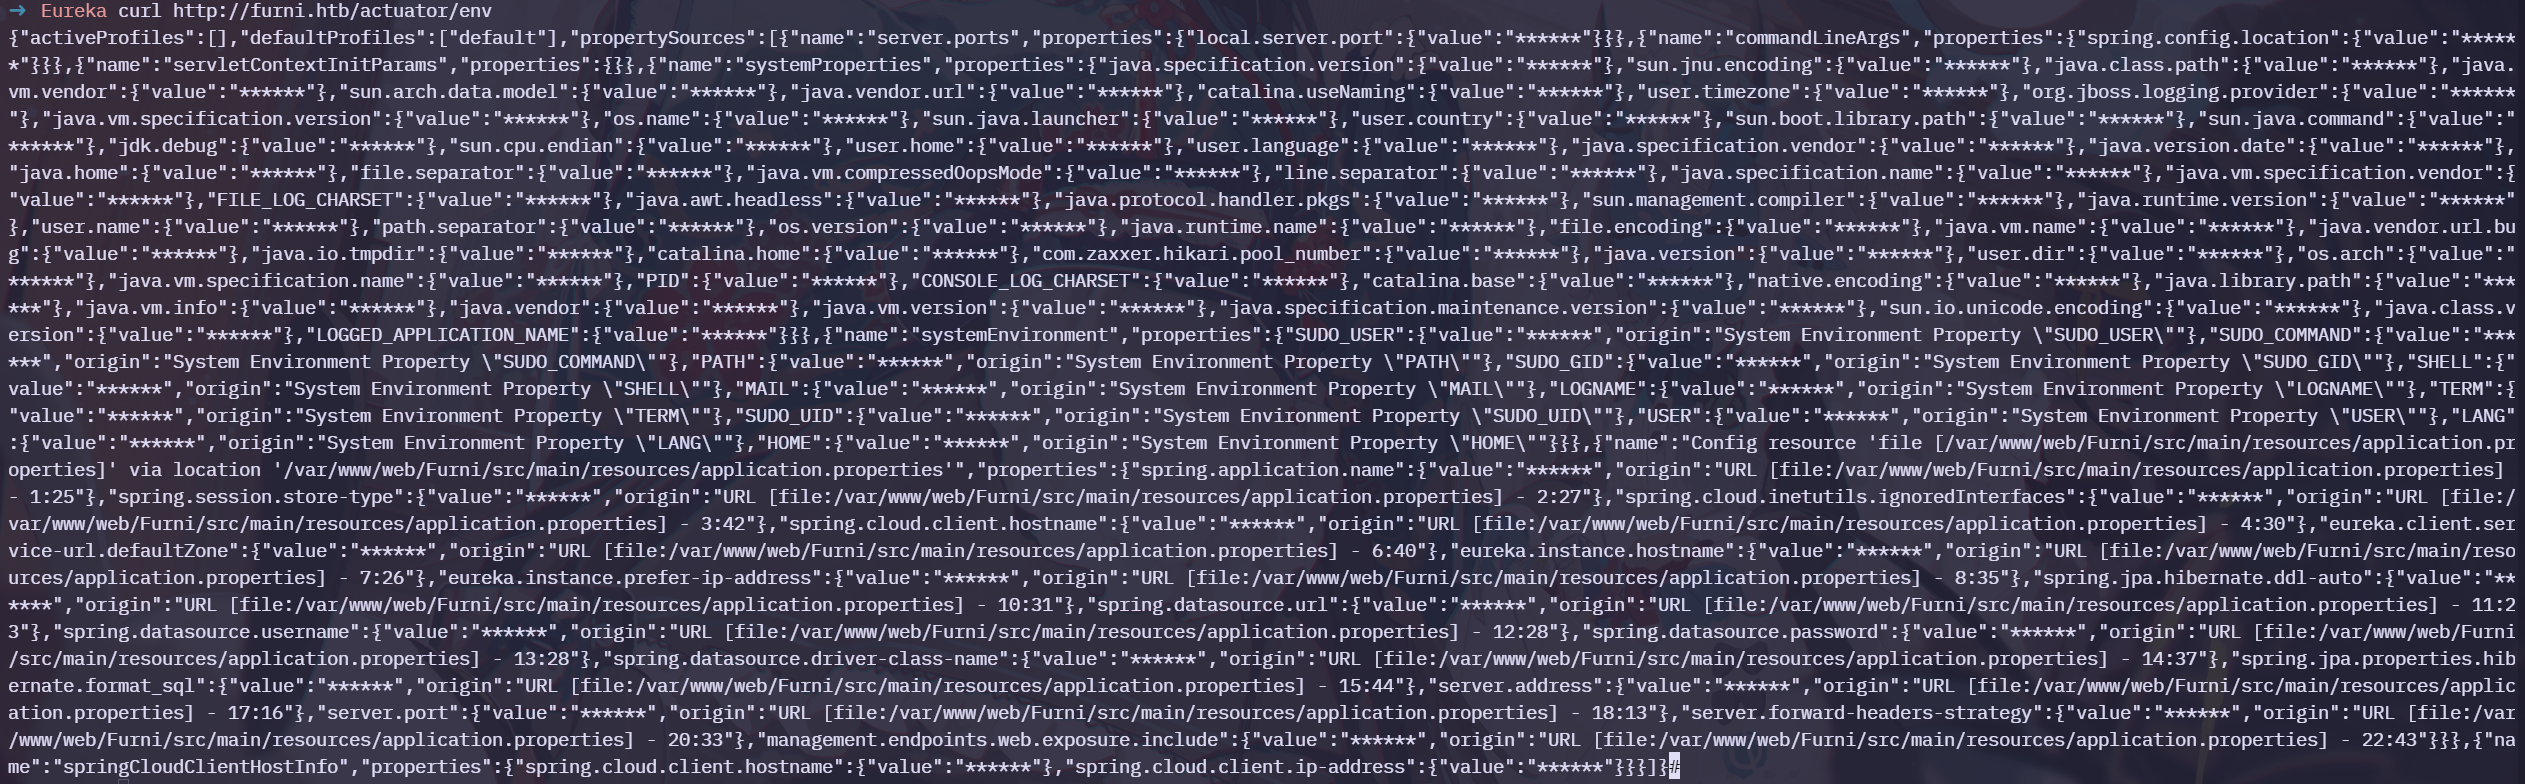 → Eureka curl http://furni.htb/actuator/env
{"activeProfiles":[],"defaultProfiles":["default"],"propertySources":[{"name":"server.ports","properties":{"local.server.port":{"value":"******"}}},{"name":"commandLineArgs","properties":{"spring.config.location":{"value":"*****
*"}}},{"name":"servletContextInitParams","properties":{}},{"name":"systemProperties","properties":{"java.specification.version":{"value":"******"},"sun.jnu.encoding":{"value":"******"},"java.class.path":{"value":"******"},"java.
vm.vendor":{"value":"******"},"sun.arch.data.model":{"value":"******"},"java.vendor.url":{"value":"******"},"catalina.useNaming":{"value":"******"},"user.timezone":{"value":"******"},"org.jboss.logging.provider":{"value":"******
"},"java.vm.specification.version":{"value":"******"},"os.name":{"value":"******"},"sun.java.launcher":{"value":"******"},"user.country":{"value":"******"},"sun.boot.library.path":{"value":"******"},"sun.java.command":{"value":"
******"},"jdk.debug":{"value":"******"},"sun.cpu.endian":{"value":"******"},"user.home":{"value":"******"},"user.language":{"value":"******"},"java.specification.vendor":{"value":"******"},"java.version.date":{"value":"******"},
"java.home":{"value":"******"},"file.separator":{"value":"******"},"java.vm.compressedOopsMode":{"value":"******"},"line.separator":{"value":"******"},"java.specification.name":{"value":"******"},"java.vm.specification.vendor":{
"value":"******"},"FILE_LOG_CHARSET":{"value":"******"},"java.awt.headless":{"value":"******"},"java.protocol.handler.pkgs":{"value":"******"},"sun.management.compiler":{"value":"******"},"java.runtime.version":{"value":"******"
},"user.name":{"value":"******"},"path.separator":{"value":"******"},"os.version":{"value":"******"},"java.runtime.name":{"value":"******"},"file.encoding":{"value":"******"},"java.vm.name":{"value":"******"},"java.vendor.url.bu
g":{"value":"******"},"java.io.tmpdir":{"value":"******"},"catalina.home":{"value":"******"},"com.zaxxer.hikari.pool_number":{"value":"******"},"java.version":{"value":"******"},"user.dir":{"value":"******"},"os.arch":{"value":"
******"},"java.vm.specification.name":{"value":"******"},"PID":{"value":"******"},"CONSOLE_LOG_CHARSET":{"value":"******"},"catalina.base":{"value":"******"},"native.encoding":{"value":"******"},"java.library.path":{"value":"***
***"},"java.vm.info":{"value":"******"},"java.vendor":{"value":"******"},"java.vm.version":{"value":"******"},"java.specification.maintenance.version":{"value":"******"},"sun.io.unicode.encoding":{"value":"******"},"java.class.v
ersion":{"value":"******"},"LOGGED_APPLICATION_NAME":{"value":"******"}}},{"name":"systemEnvironment","properties":{"SUDO_USER":{"value":"******","origin":"System Environment Property \"SUDO_USER\""},"SUDO_COMMAND":{"value":"***
***","origin":"System Environment Property \"SUDO_COMMAND\""},"PATH":{"value":"******","origin":"System Environment Property \"PATH\""},"SUDO_GID":{"value":"******","origin":"System Environment Property \"SUDO_GID\""},"SHELL":{"
value":"******","origin":"System Environment Property \"SHELL\""},"MAIL":{"value":"******","origin":"System Environment Property \"MAIL\""},"LOGNAME":{"value":"******","origin":"System Environment Property \"LOGNAME\""},"TERM":{
"value":"******","origin":"System Environment Property \"TERM\""},"SUDO_UID":{"value":"******","origin":"System Environment Property \"SUDO_UID\""},"USER":{"value":"******","origin":"System Environment Property \"USER\""},"LANG"
:{"value":"******","origin":"System Environment Property \"LANG\""},"HOME":{"value":"******","origin":"System Environment Property \"HOME\""}}},{"name":"Config resource 'file [/var/www/web/Furni/src/main/resources/application.pr
operties]' via location '/var/www/web/Furni/src/main/resources/application.properties'","properties":{"spring.application.name":{"value":"******","origin":"URL [file:/var/www/web/Furni/src/main/resources/application.properties]
- 1:25"},"spring.session.store-type":{"value":"******","origin":"URL [file:/var/www/web/Furni/src/main/resources/application.properties] - 2:27"},"spring.cloud.inetutils.ignoredInterfaces":{"value":"******","origin":"URL [file:/
var/www/web/Furni/src/main/resources/application.properties] - 3:42"},"spring.cloud.client.hostname":{"value":"******","origin":"URL [file:/var/www/web/Furni/src/main/resources/application.properties] - 4:30"},"eureka.client.ser
vice-url.defaultZone":{"value":"******","origin":"URL [file:/var/www/web/Furni/src/main/resources/application.properties] - 6:40"},"eureka.instance.hostname":{"value":"******","origin":"URL [file:/var/www/web/Furni/src/main/reso
urces/application.properties] - 7:26"},"eureka.instance.prefer-ip-address":{"value":"******","origin":"URL [file:/var/www/web/Furni/src/main/resources/application.properties] - 8:35"},"spring.jpa.hibernate.ddl-auto":{"value":"**
****","origin":"URL [file:/var/www/web/Furni/src/main/resources/application.properties] - 10:31"},"spring.datasource.url":{"value":"******","origin":"URL [file:/var/www/web/Furni/src/main/resources/application.properties] - 11:2
3"},"spring.datasource.username":{"value":"******","origin":"URL [file:/var/www/web/Furni/src/main/resources/application.properties] - 12:28"},"spring.datasource.password":{"value":"******","origin":"URL [file:/var/www/web/Furni
/src/main/resources/application.properties] - 13:28"},"spring.datasource.driver-class-name":{"value":"******","origin":"URL [file:/var/www/web/Furni/src/main/resources/application.properties] - 14:37"},"spring.jpa.properties.hib
ernate.format_sql":{"value":"******","origin":"URL [file:/var/www/web/Furni/src/main/resources/application.properties] - 15:44"},"server.address":{"value":"******","origin":"URL [file:/var/www/web/Furni/src/main/resources/applic
ation.properties] - 17:16"},"server.port":{"value":"******","origin":"URL [file:/var/www/web/Furni/src/main/resources/application.properties] - 18:13"},"server.forward-headers-strategy":{"value":"******","origin":"URL [file:/var
/www/web/Furni/src/main/resources/application.properties] - 20:33"},"management.endpoints.web.exposure.include":{"value":"******","origin":"URL [file:/var/www/web/Furni/src/main/resources/application.properties] - 22:43"}}},{"na
me":"springCloudClientHostInfo","properties":{"spring.cloud.client.hostname":{"value":"******"},"spring.cloud.client.ip-address":{"value":"******"}}}]}#